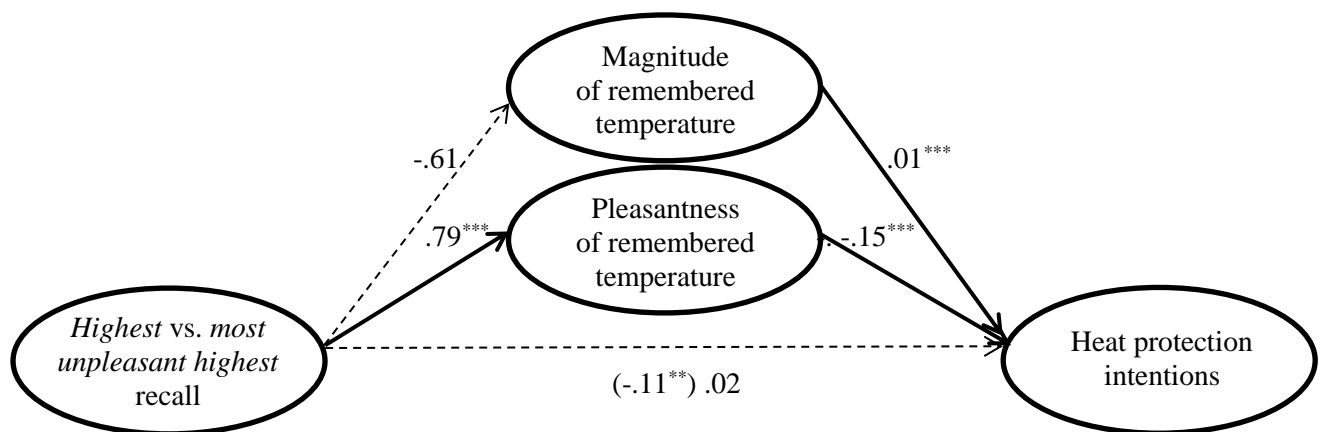 Magnitude
of remembered
temperature
-.61
.01***
Pleasantness
of remembered
temperature
.79***
-.15***
Highest vs. most
unpleasant highest
recall
Heat protection
intentions
(-.11**) .02